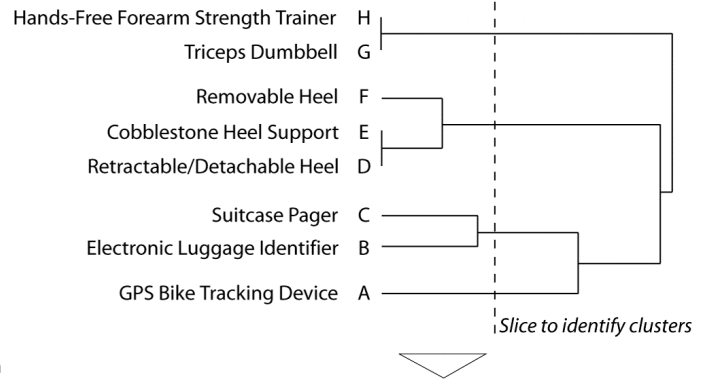 Hands-Free Forearm Strength Trainer H
Triceps Dumbbell G
Removable Heel F
Cobblestone Heel Support E
Retractable/Detachable Heel D
Suitcase Pager C
Electronic Luggage Identifier B
GPS Bike Tracking Device A
Slice to identify clusters